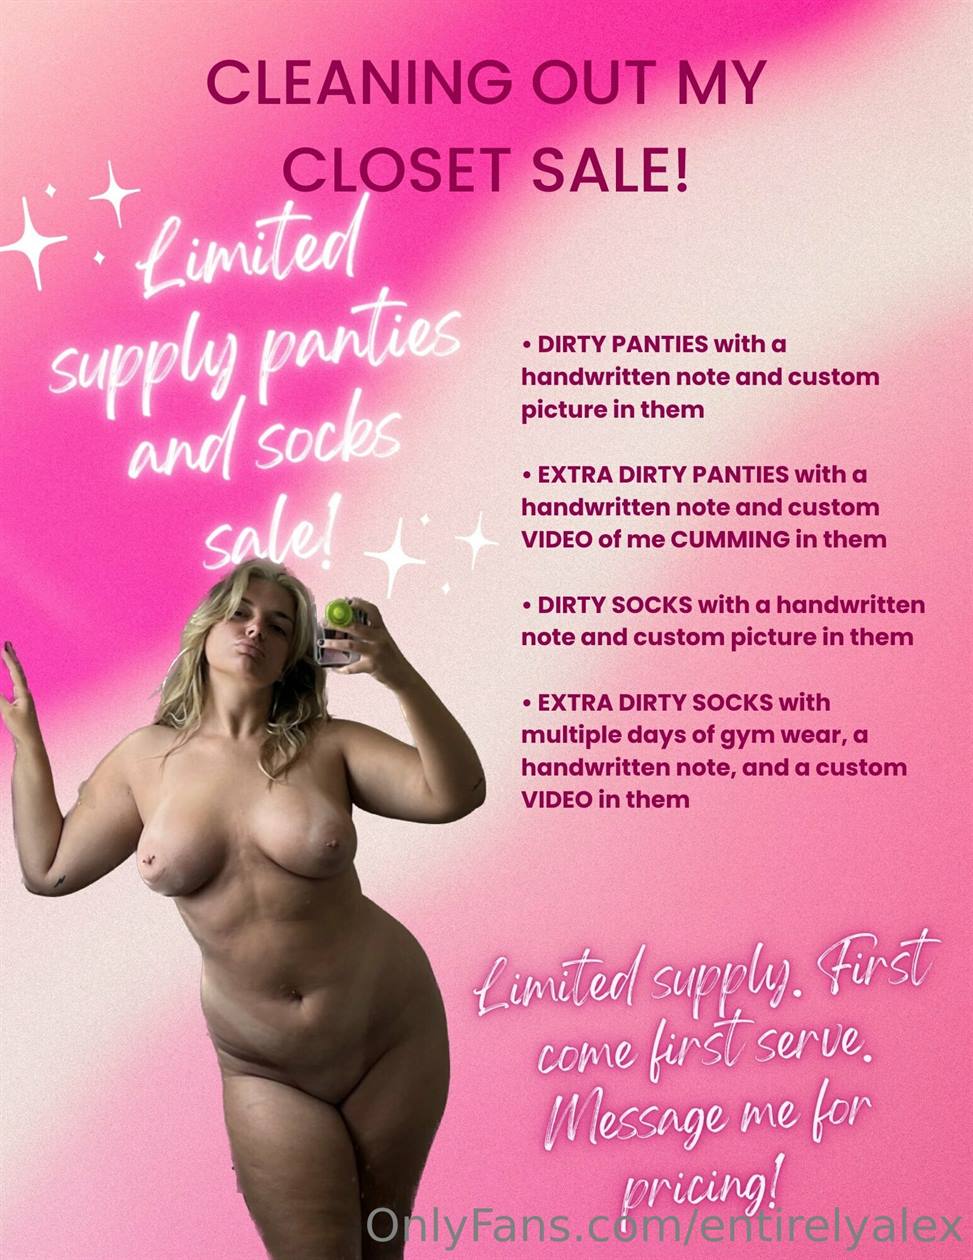 CLEANING OUT MY
CLOSET SALE!
Limited
supply panties
and socks
sale!
• DIRTY PANTIES with a
handwritten note and custom
picture in them
• EXTRA DIRTY PANTIES with a
handwritten note and custom
VIDEO of me CUMMING in them
• DIRTY SOCKS with a handwritten
note and custom picture in them
• EXTRA DIRTY SOCKS with
multiple days of gym wear, a
handwritten note, and a custom
VIDEO in them
Limited supply. First
come first serve.
Message me for
pricing!
OnlyFans.com/entirelyalex